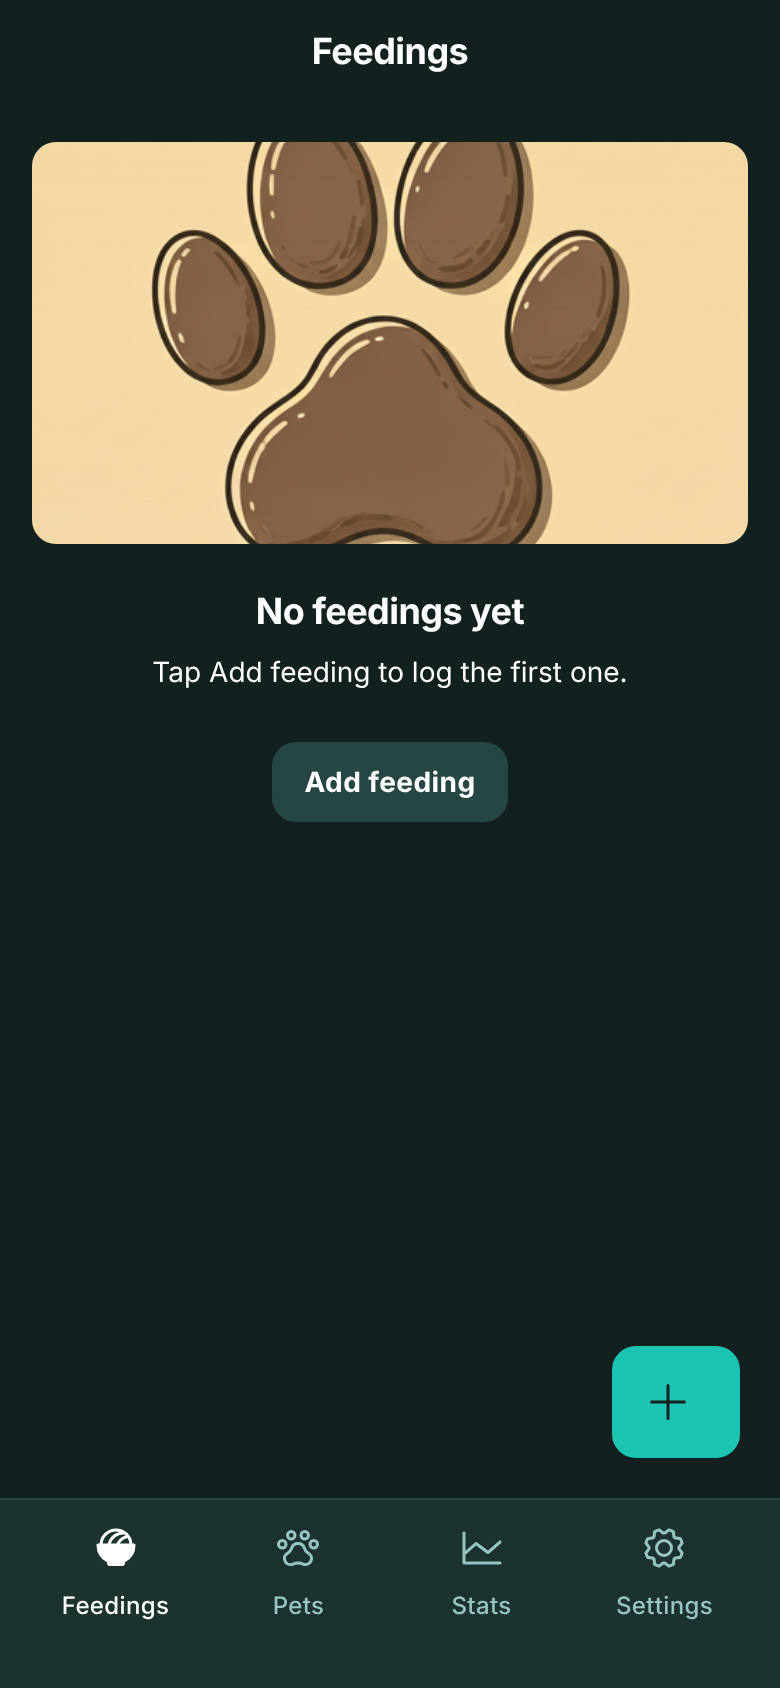 Feedings
No feedings yet
Tap Add feeding to log the first one.
Add feeding
Feedings
Pets
Stats
Settings